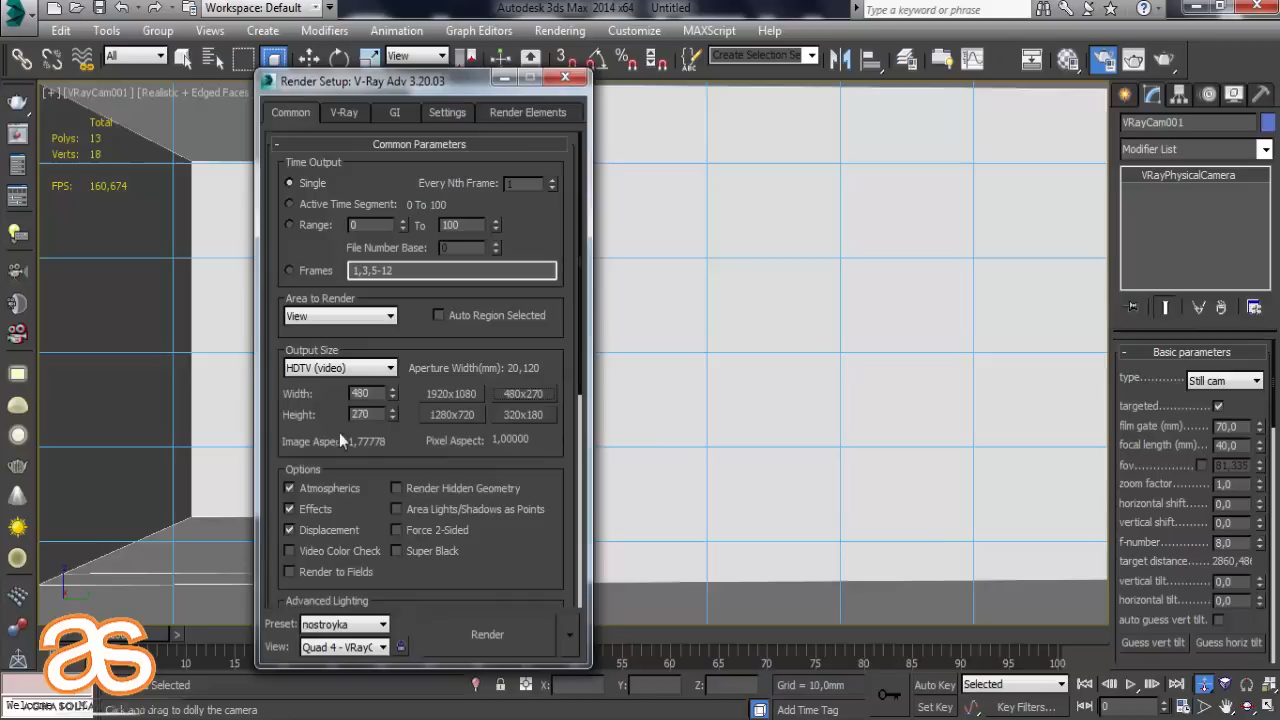 Workspace: Default
Autodesk 3ds Max 2014 x64 Untitled
Type a keyword or phrase
Edit Tools Group Views Create Modifiers Animation Graph Editors Rendering Customize MAXScript Help
All
View
Create Selection Se
[+] [VRayCam001] [Realistic + Edged Faces
Total
Polys: 13
Verts: 18
FPS: 160,674
Render Setup: V-Ray Adv 3.20.03
Common V-Ray GI Settings Render Elements
- Common Parameters
Time Output
Single Every Nth Frame: 1
Active Time Segment: 0 To 100
Range: 0 To 100
File Number Base: 0
Frames 1,3,5-12
Area to Render
View Auto Region Selected
Output Size
HDTV (video) Aperture Width(mm): 20,120
Width: 480 1920x1080 480x270
Height: 270 1280x720 320x180
1,77778 Pixel Aspect: 1,00000
Options
Atmospherics Render Hidden Geometry
Effects Area Lights/Shadows as Points
Displacement Force 2-Sided
Video Color Check Super Black
Render to Fields
Advanced Lighting
Preset: nostroyka
View: Quad 4 - VRayC
Render
VRayCam001
Modifier List
VRayPhysicalCamera
- Basic parameters
type Still cam
targeted
film gate (mm) 70,0
focal length (mm) 40,0
fov 81,335
zoom factor 1,0
horizontal shift 0,0
vertical shift 0,0
f-number 8,0
target distance 2860,486
vertical tilt 0,0
horizontal tilt 0,0
auto guess vert tilt.
Guess vert tilt Guess horiz tilt
as
>
10 15 55 60 65 70 75 80 85 90 95 100
Selected X: Y: Z: Grid = 10,0mm Auto Key Selected
Welcome
Click and drag to dolly the camera Add Time Tag Set Key Key Filters... 0